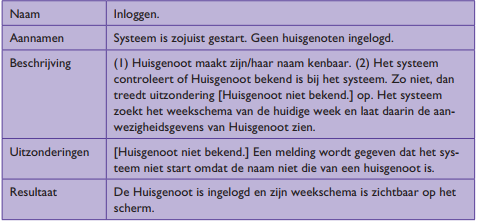 Naam Inloggen.
Aannamen Systeem is zojuist gestart. Geen huisgenoten ingelogd.
Beschrijving (1) Huisgenoot maakt zijn/haar naam kenbaar. (2) Het systeem
controleert of Huisgenoot bekend is bij het systeem. Zo niet, dan
treedt uitzondering [Huisgenoot niet bekend.] op. Het systeem
zoekt het weekschema van de huidige week en laat daarin de aan-
wezigheidsgevens van Huisgenoot zien.
Uitzonderingen [Huisgenoot niet bekend.] Een melding wordt gegeven dat het sys-
teem niet start omdat de naam niet die van een huisgenoot is.
Resultaat De Huisgenoot is ingelogd en zijn weekschema is zichtbaar op het
scherm.